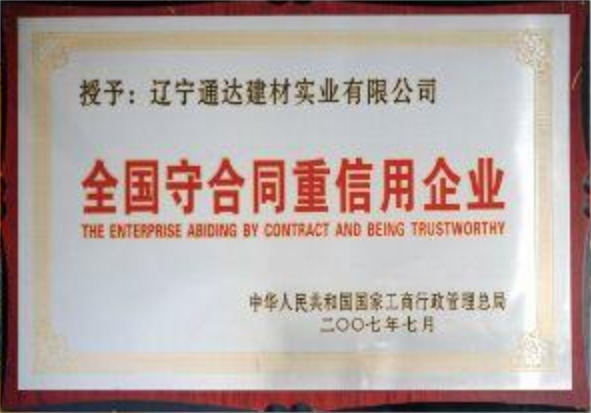 授予：辽宁通达建材实业有限公司
全国守合同重信用企业
THE ENTERPRISE ABIDING BY CONTRACT AND BEING TRUSTWORTHY
中华人民共和国国家工商行政管理总局
二〇〇七年七月